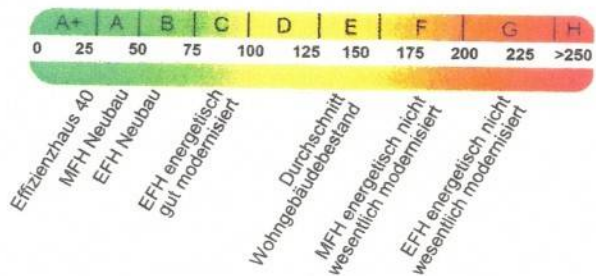 A+ A B C D E F G H
0 25 50 75 100 125 150 175 200 225 >250
Effizienzhaus 40
MFH Neubau
EFH Neubau
EFH energetisch
gut modernisiert
Durchschnitt
Wohngebäudebestand
MFH energetisch nicht
wesentlich modernisiert
EFH energetisch nicht
wesentlich modernisiert